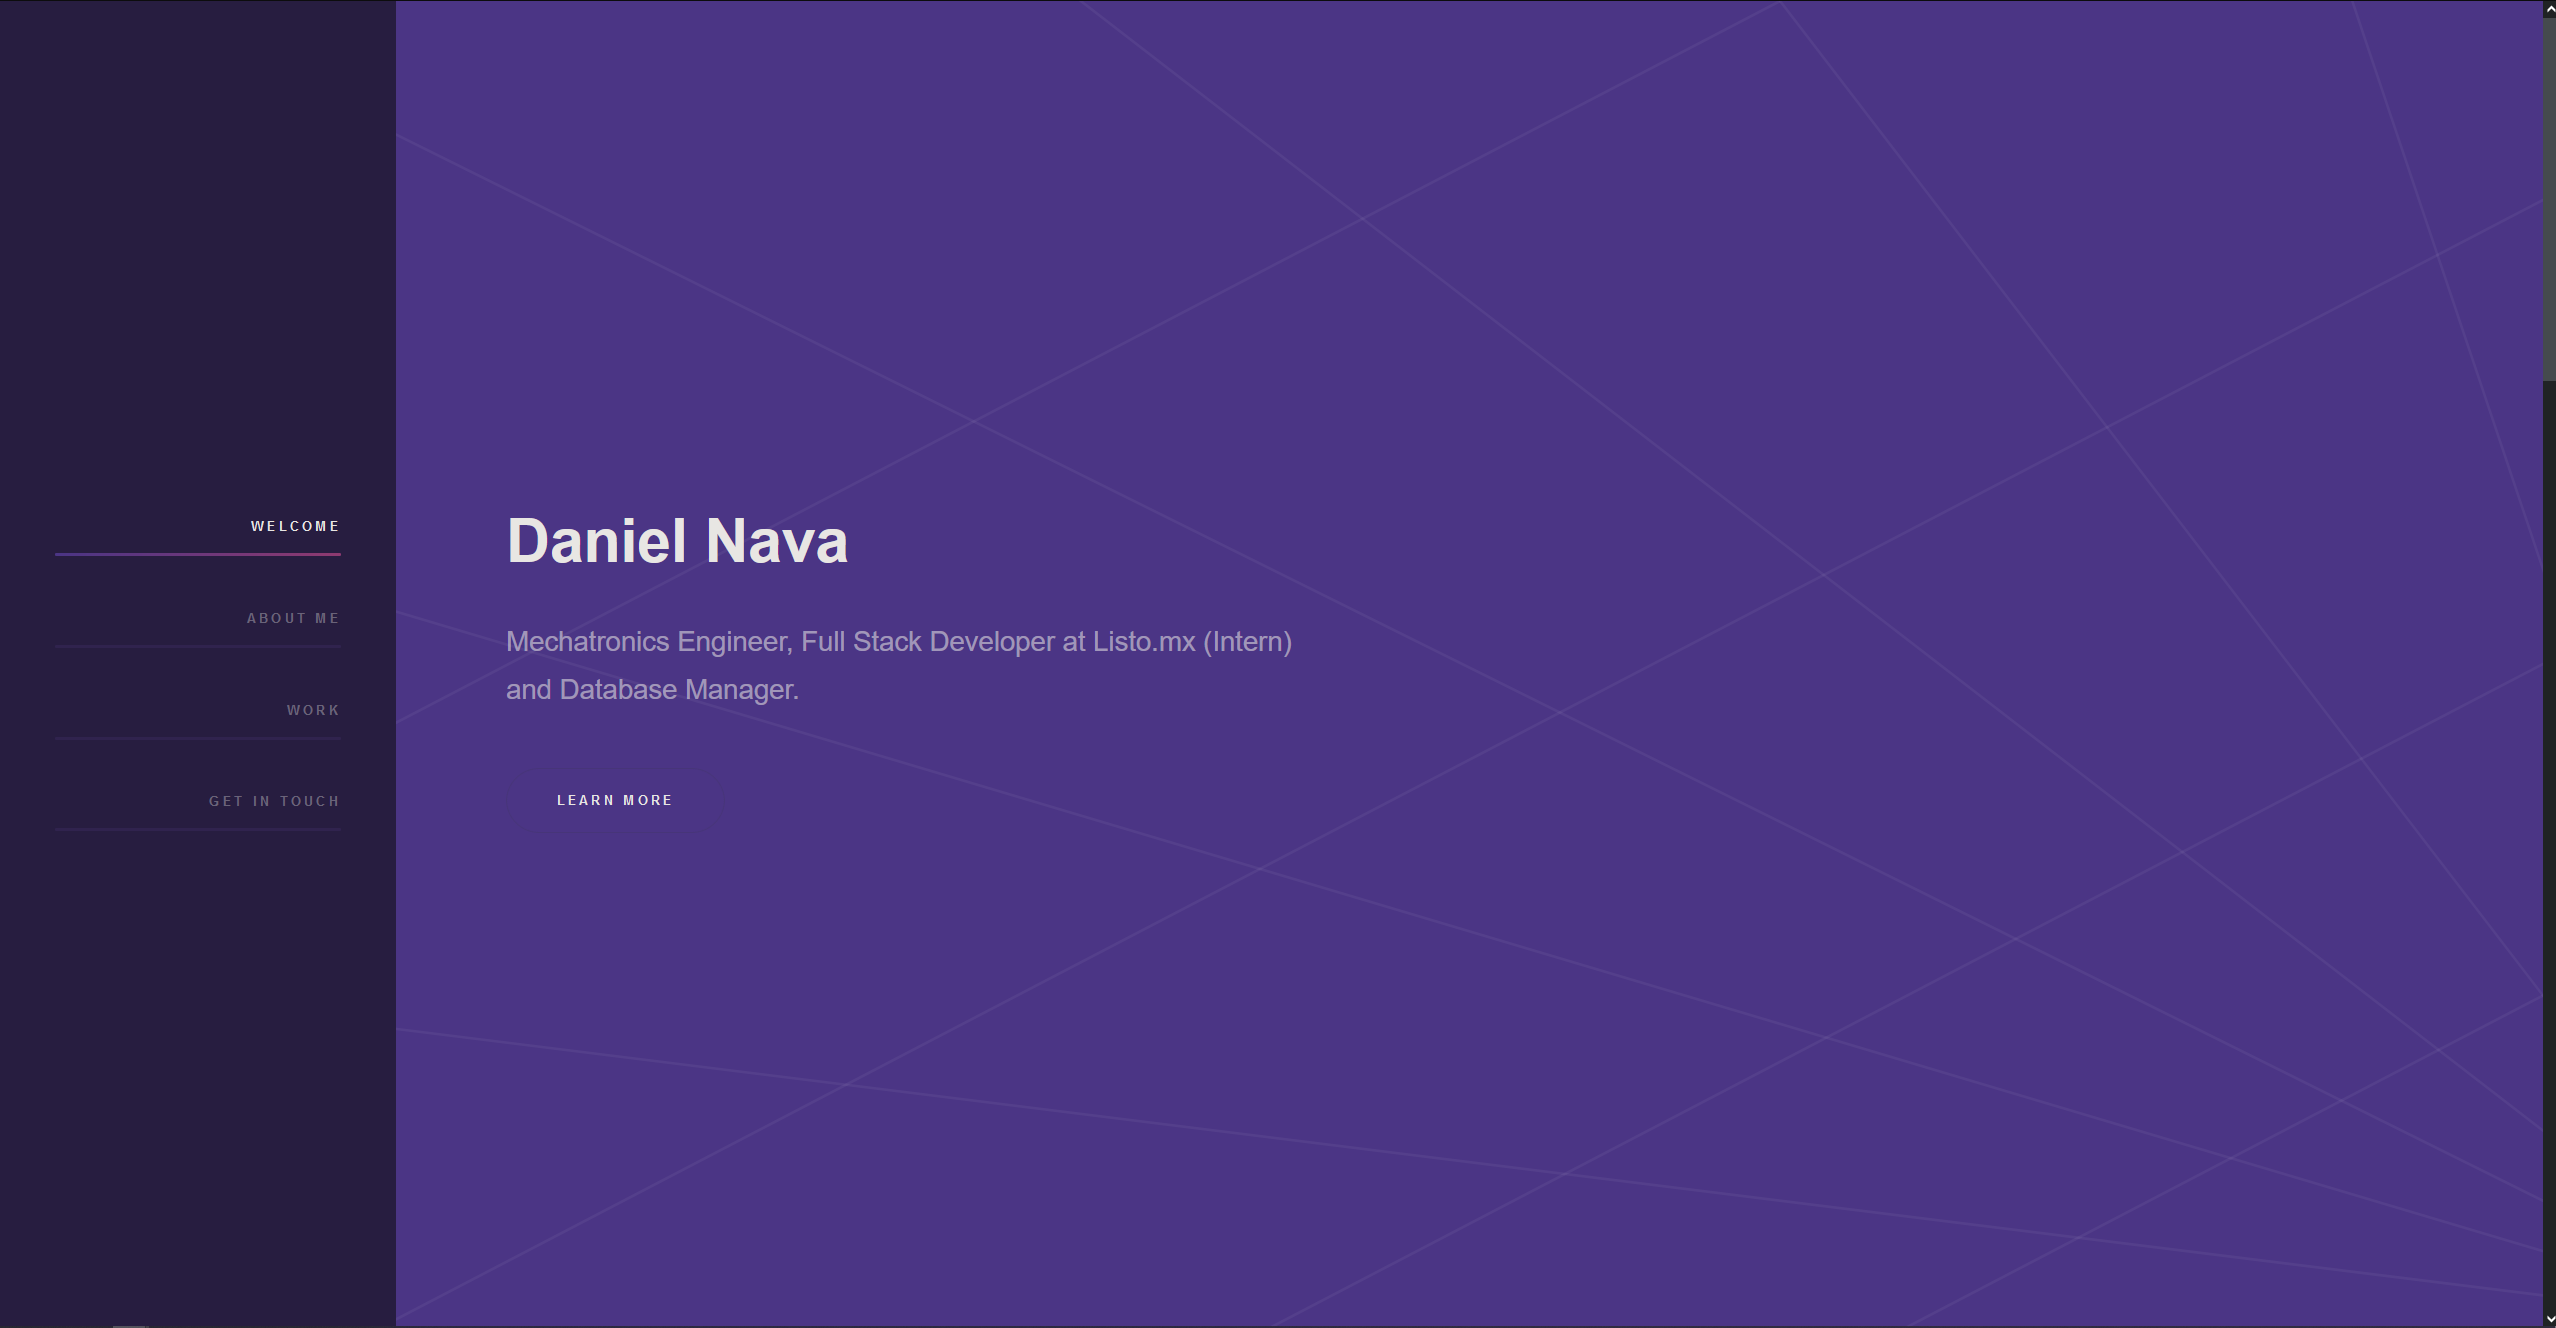 WELCOME
ABOUT ME
WORK
GET IN TOUCH
Daniel Nava
Mechatronics Engineer, Full Stack Developer at Listo.mx (Intern)
and Database Manager.
LEARN MORE